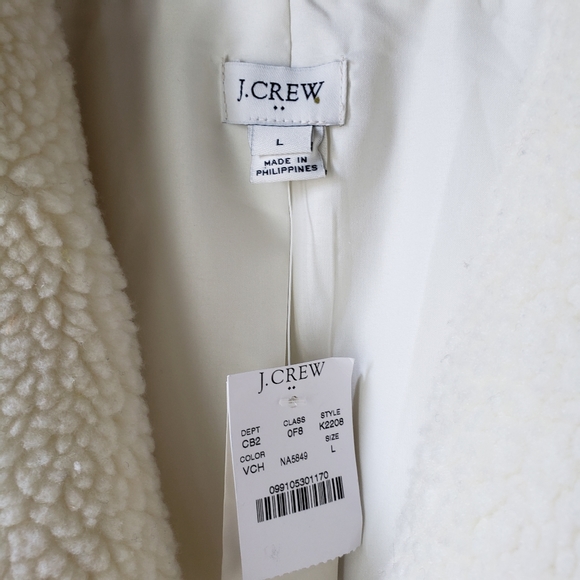 J.CREW
L
MADE IN
PHILIPPINES
J.CREW
DEPT CLASS STYLE
CB2 0F8 K2208
COLOR SIZE
VCH NA5849 L
099105301170